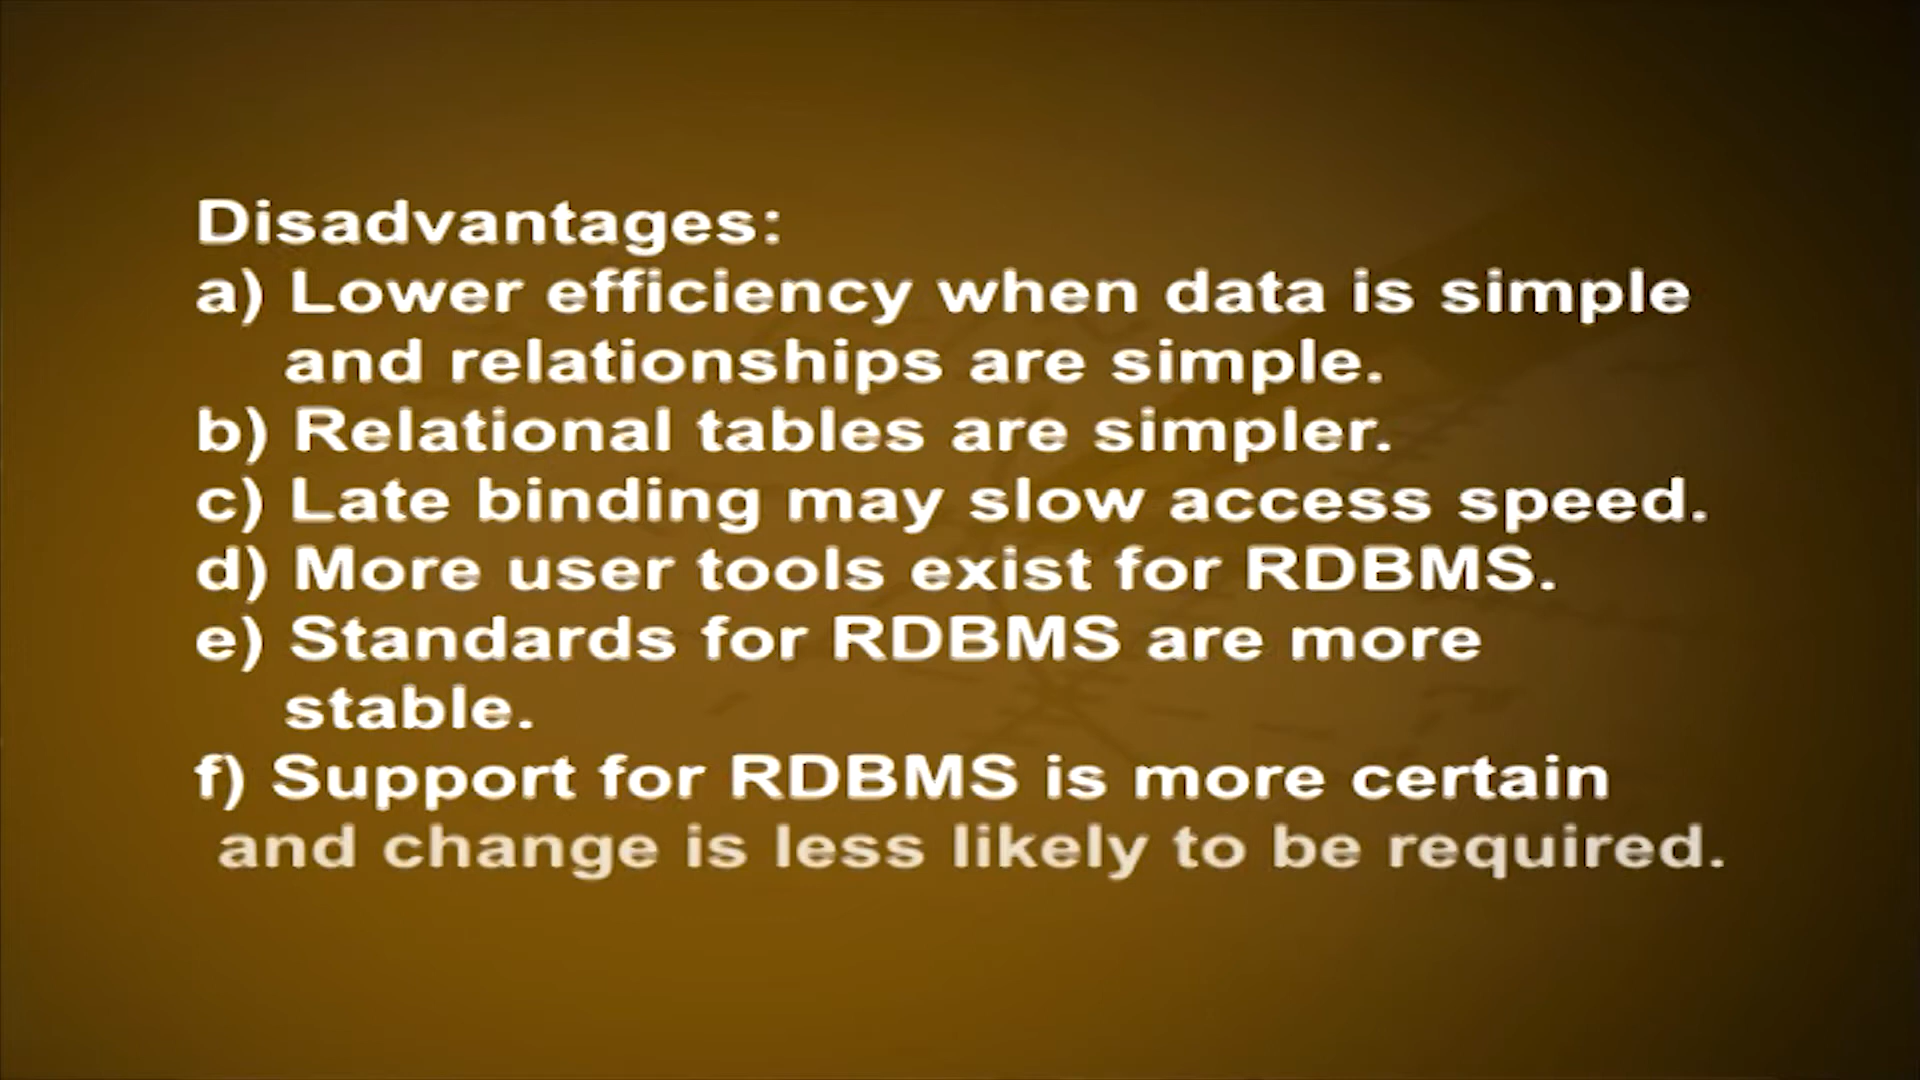 Disadvantages:
a) Lower efficiency when data is simple
and relationships are simple.
b) Relational tables are simpler.
c) Late binding may slow access speed.
d) More user tools exist for RDBMS.
e) Standards for RDBMS are more
stable.
f) Support for RDBMS is more certain
and change is less likely to be required.